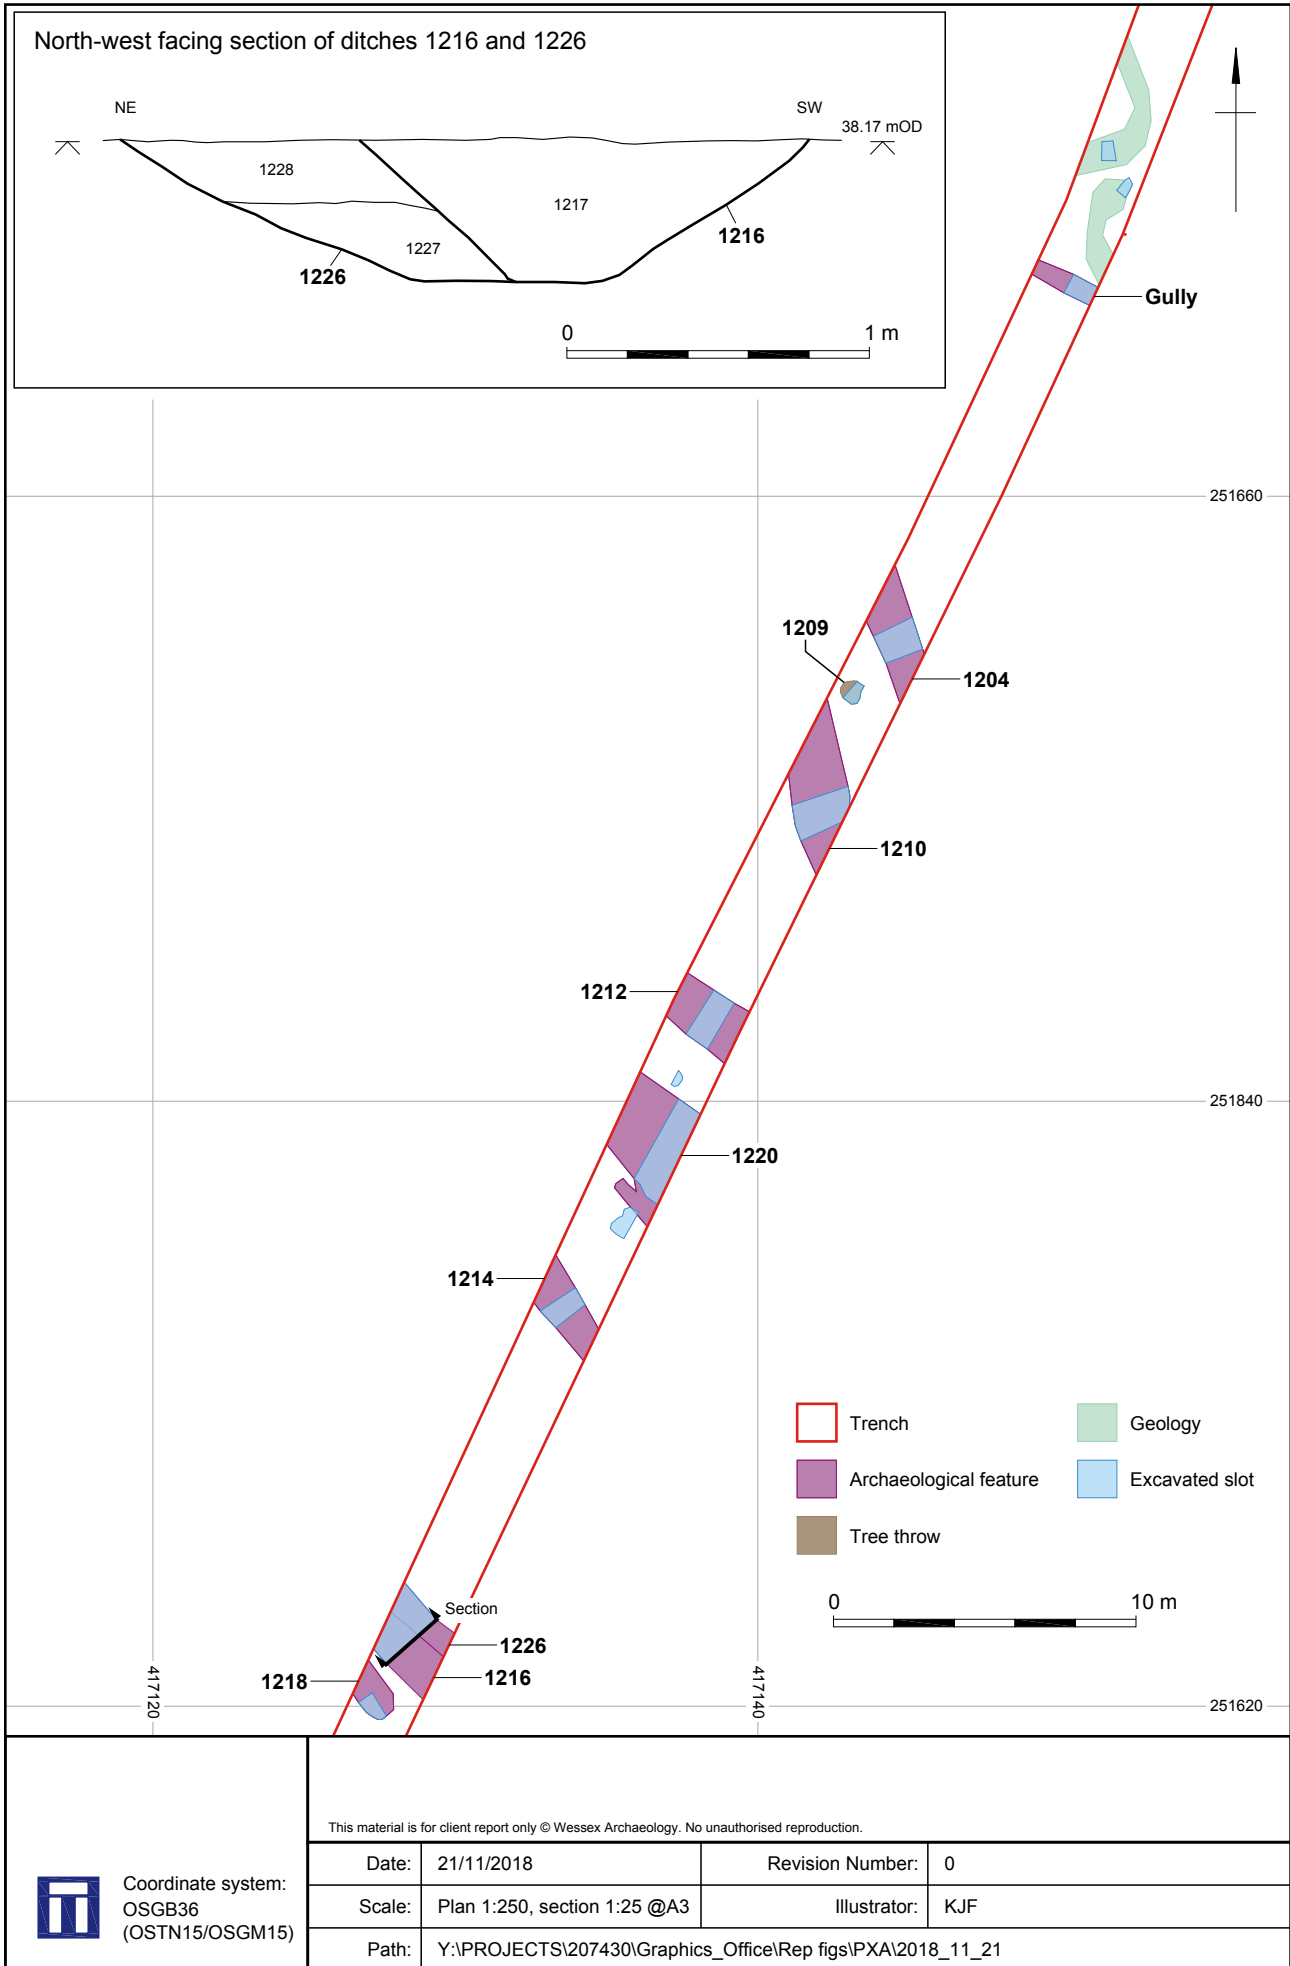 North-west facing section of ditches 1216 and 1226
NE
SW
38.17 mOD
1228
1217
1227
1216
1226
0
1 m
Gully
251660
1209
1204
1210
1212
251840
1220
1214
Trench
Geology
Archaeological feature
Excavated slot
Tree throw
0
10 m
Section
1226
1216
1218
417120
417140
251620
This material is for client report only © Wessex Archaeology. No unauthorised reproduction.
Coordinate system:
OSGB36
(OSTN15/OSGM15)
Date: 21/11/2018 Revision Number: 0
Scale: Plan 1:250, section 1:25 @A3 Illustrator: KJF
Path: Y:\PROJECTS\207430\Graphics_Office\Rep figs\PXA\2018_11_21